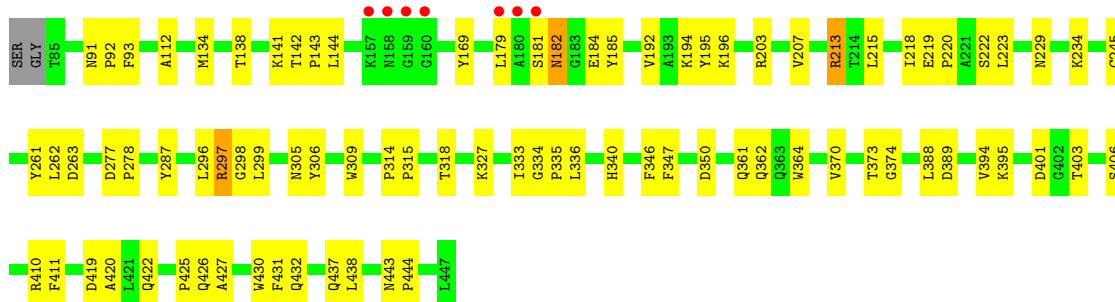 SER GLY T85 N91 P92 F93 A112 M134 T138 K141 T142 P143 L144 K157 N158 G159 G160 Y169 L179 A180 S181 N182 G183 E184 Y185 V192 A193 K194 Y195 K196 R203 V207 R213 T214 L215 I218 E219 P220 A221 S222 L223 N229 K234
Y261 L262 D263 D277 P278 Y287 L296 R297 G298 L299 N305 Y306 W309 P314 P315 T318 K327 I333 G334 P335 L336 H340 F346 F347 D350 Q361 Q362 Q363 W364 V370 T373 G374 L388 D389 V394 K395 D401 G402 T403 S406
R410 F411 D419 A420 L421 Q422 P425 Q426 A427 W430 F431 Q432 Q437 L438 N443 P444 L447